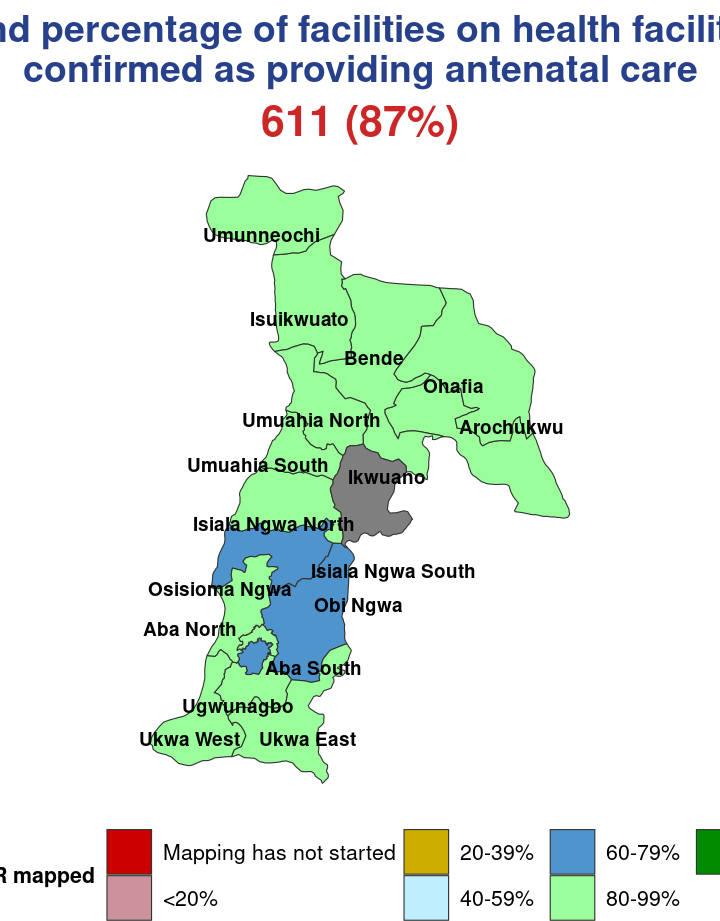 percentage of facilities on health
confirmed as providing antenatal care
611 (87%)
Umunneochi
Isuikwuato
Bende
Ohafia
Umuahia North
Arochukwu
Umuahia South
Ikwuano
Isiala Ngwa North
Isiala Ngwa South
Osisioma Ngwa
Obi Ngwa
Aba North
Aba South
Ugwunagbo
Ukwa West
Ukwa East
mapped
Mapping has not started
20-39%
60-79%
<20%
40-59%
80-99%